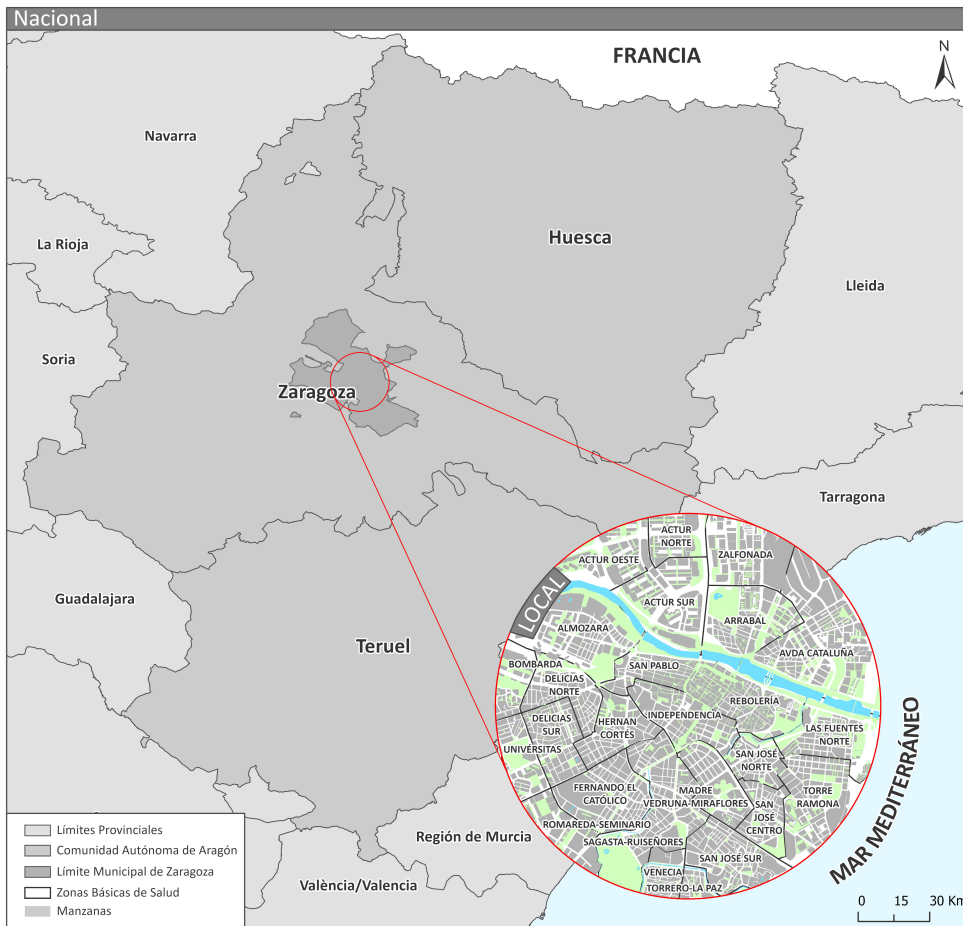 Nacional
FRANCIA
N
Navarra
Huesca
La Rioja
Lleida
Soria
Zaragoza
Tarragona
Guadalajara
Teruel
LOCAL
ACTUR
NORTE
ZALFONADA
ACTUR OESTE
ACTUR SUR
ARRABAL
ALMOZARA
AVDA CATALUÑA
BOMBARDA
SAN PABLO
DELICIAS
NORTE
REBOLERÍA
INDEPENDENCIA
DELICIAS
SUR
HERNAN
CORTÉS
LAS FUENTES
NORTE
UNIVÉRSITAS
SAN JOSÉ
NORTE
FERNANDO EL
CATÓLICO
MADRE
VEDRUNA-MIRAFLORES
TORRE
RAMONA
SAN
JOSÉ
CENTRO
ROMAREDA-SEMINARIO
SAGASTA-RUISEÑORES
SAN JOSÉ SUR
VENECIA
TORRERO-LA PAZ
MAR MEDITERRÁNEO
Región de Murcia
València/Valencia
Límites Provinciales
Comunidad Autónoma de Aragón
Límite Municipal de Zaragoza
Zonas Básicas de Salud
Manzanas
0 15 30 Km